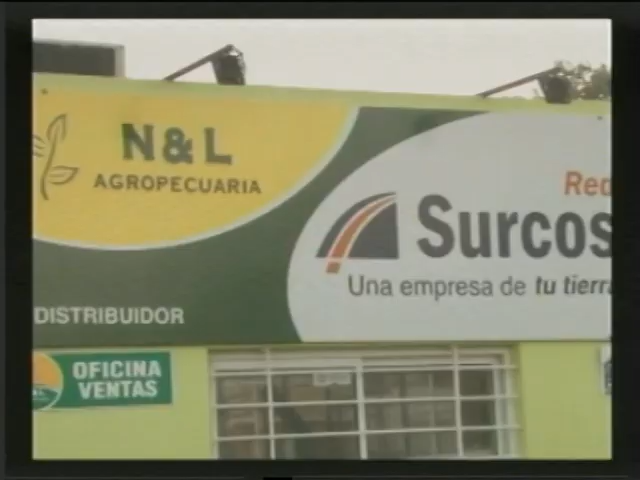 N & L
AGROPECUARIA
Red
Surcos
Una empresa de tu tierra
DISTRIBUIDOR
OFICINA
VENTAS